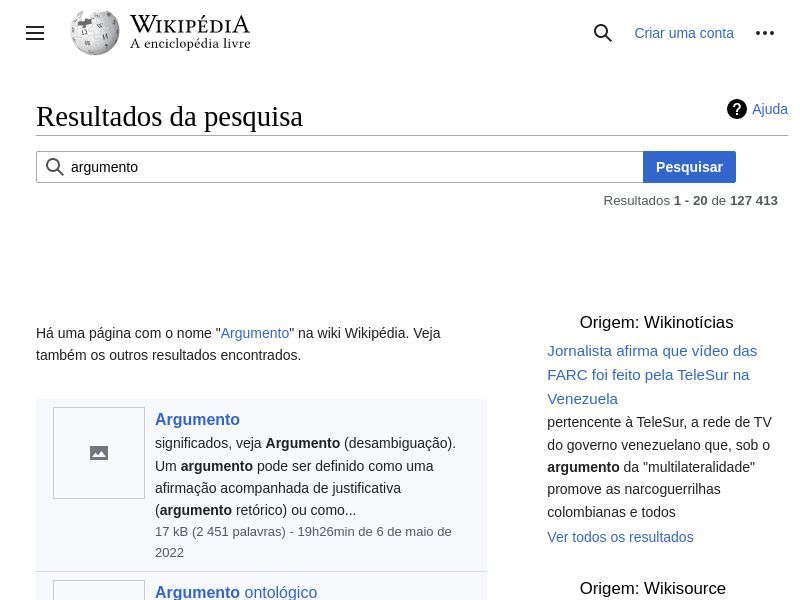 WIKIPÉDIA
A enciclopédia livre
Criar uma conta
Resultados da pesquisa
Ajuda
argumento
Pesquisar
Resultados 1 - 20 de 127 413
Há uma página com o nome "Argumento" na wiki Wikipédia. Veja
também os outros resultados encontrados.
Argumento
significados, veja Argumento (desambiguação).
Um argumento pode ser definido como uma
afirmação acompanhada de justificativa
(argumento retórico) ou como...
17 kB (2 451 palavras) - 19h26min de 6 de maio de
2022
Argumento ontológico
Origem: Wikinotícias
Jornalista afirma que vídeo das
FARC foi feito pela TeleSur na
Venezuela
pertencente à TeleSur, a rede de TV
do governo venezuelano que, sob o
argumento da "multilateralidade"
promove as narcoguerrilhas
colombianas e todos
Ver todos os resultados
Origem: Wikisource